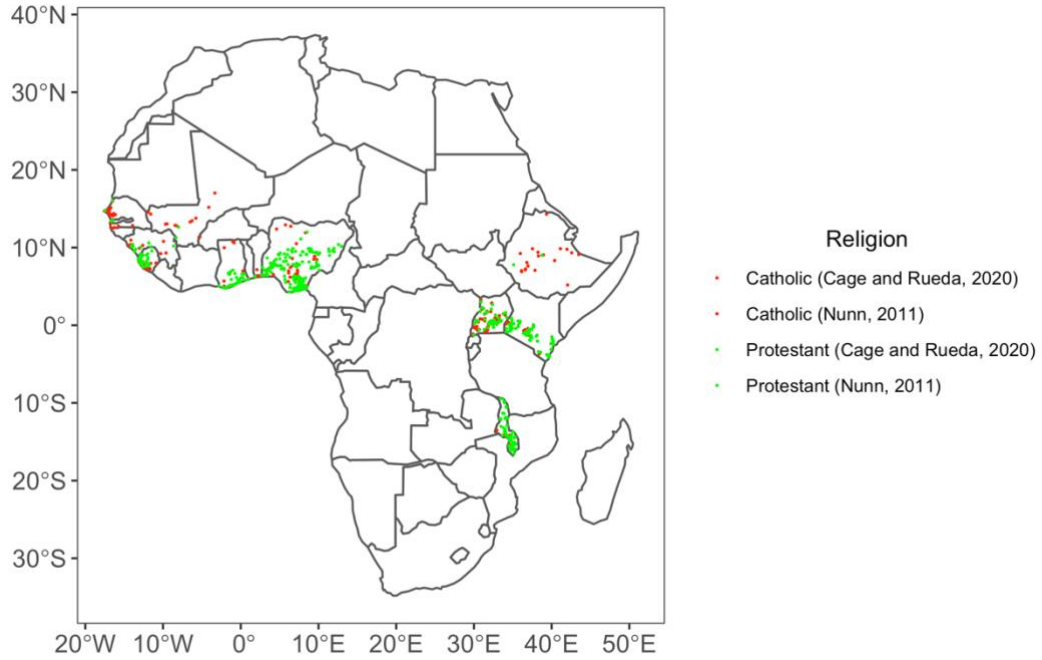 40°N
30°N
20°N
10°N
0°
10°S
20°S
30°S
20°W 10°W 0° 10°E 20°E 30°E 40°E 50°E
Religion
Catholic (Cage and Rueda, 2020)
Catholic (Nunn, 2011)
Protestant (Cage and Rueda, 2020)
Protestant (Nunn, 2011)